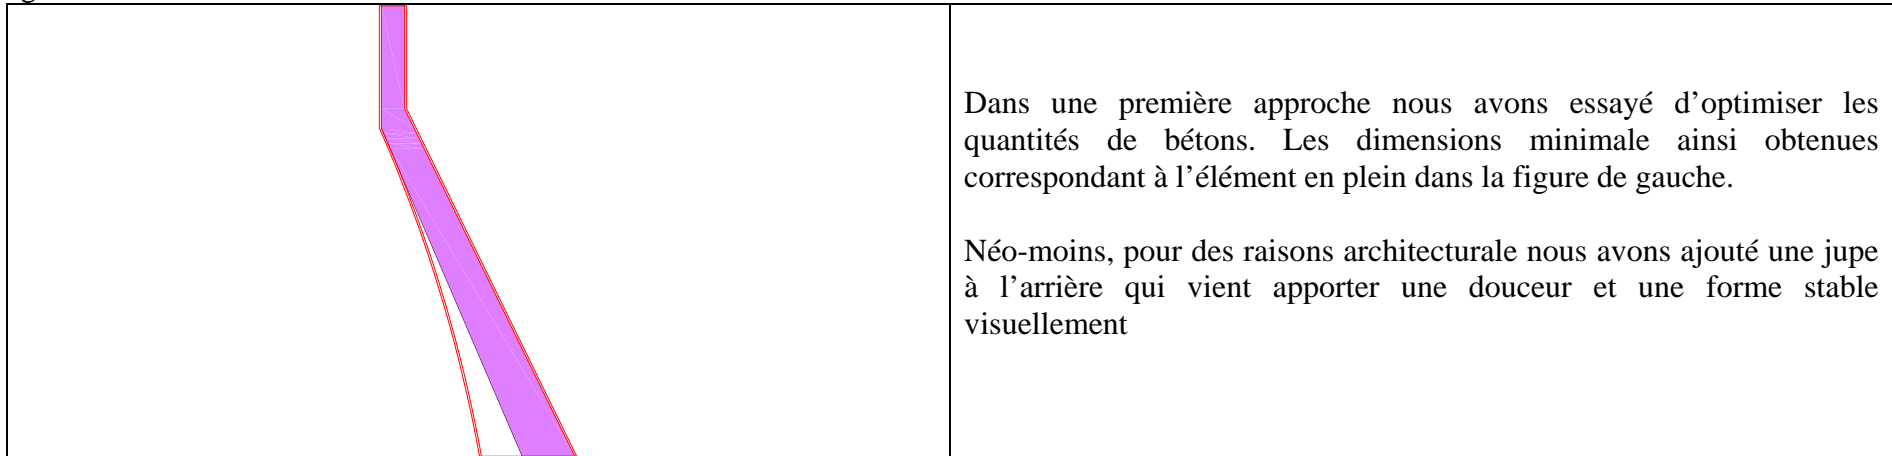 Dans une première approche nous avons essayé d’optimiser les
quantités de bétons. Les dimensions minimale ainsi obtenues
correspondant à l’élément en plein dans la figure de gauche.
Néo-moins, pour des raisons architecturale nous avons ajouté une jupe
à l’arrière qui vient apporter une douceur et une forme stable
visuellement